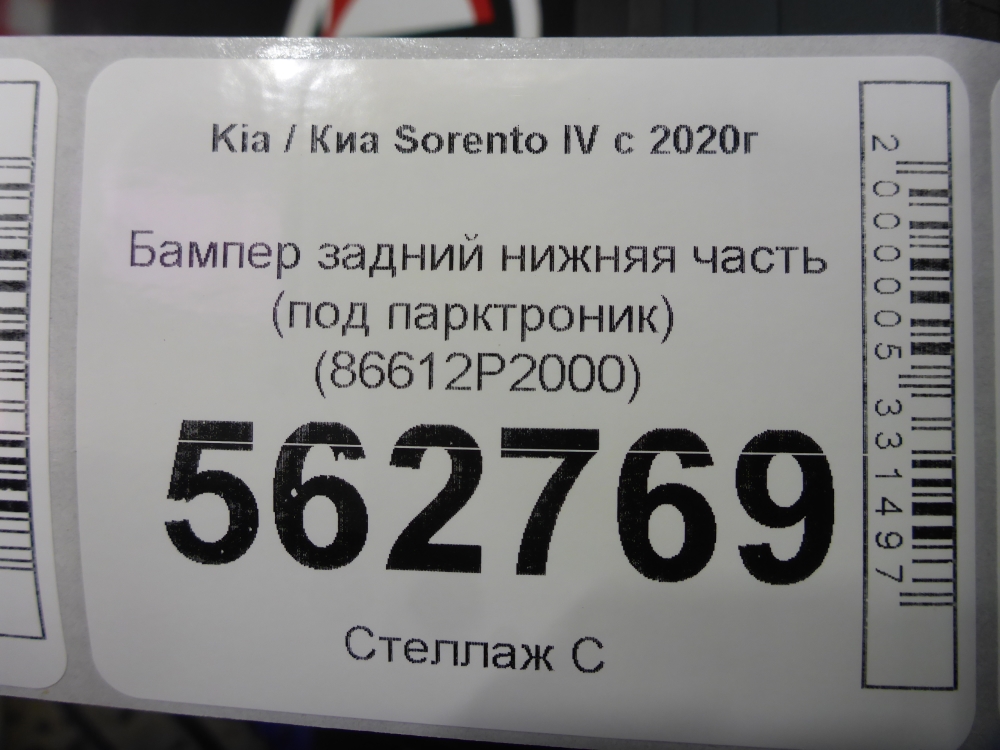 Kia / Киа Sorento IV с 2020г
Бампер задний нижняя часть
(под парктроник)
(86612P2000)
562769
Стеллаж С
2000005331497